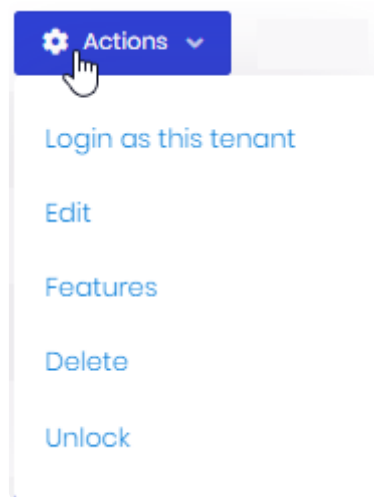 Actions
Login as this tenant
Edit
Features
Delete
Unlock